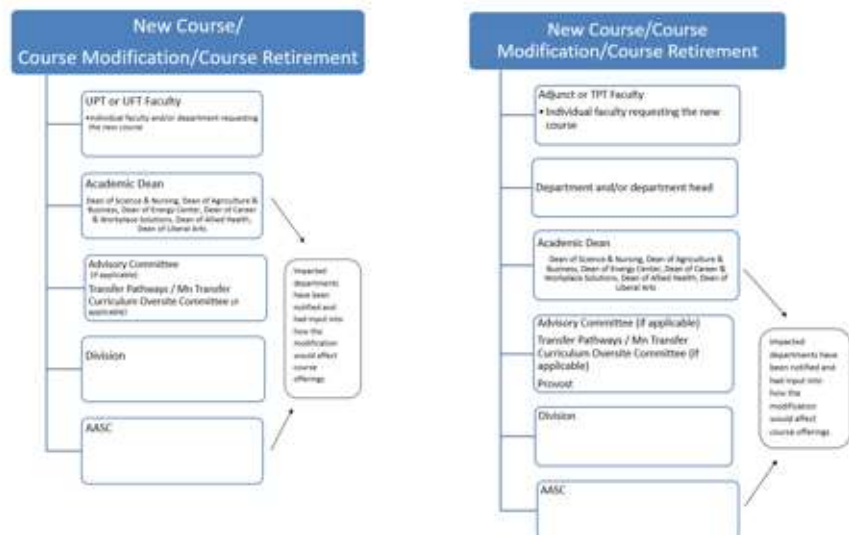 New Course/
Course Modification/Course Retirement
UPT or UFT Faculty
•Individual faculty and/or department requesting
the new course
Academic Dean
Dean of Science & Nursing, Dean of Agriculture &
Business, Dean of Energy Center, Dean of Career
& Workplace Solutions, Dean of Allied Health,
Dean of Liberal Arts
Advisory Committee
(if applicable)
Transfer Pathways / Mn Transfer
Curriculum Oversite Committee (if
applicable)
Division
AASC
Impacted
departments
have been
notified and
had input into
how the
modification
would affect
course
offerings
New Course/Course
Modification/Course Retirement
Adjunct or TPT Faculty
• Individual faculty requesting the new
course
Department and/or department head
Academic Dean
Dean of Science & Nursing, Dean of Agriculture &
Business, Dean of Energy Center, Dean of Career &
Workplace Solutions, Dean of Allied Health, Dean of
Liberal Arts
Advisory Committee (if applicable)
Transfer Pathways / Mn Transfer
Curriculum Oversite Committee (if
applicable)
Provost
Division
AASC
Impacted
departments have
been notified and
had input into
how the
modification
would affect
course offerings